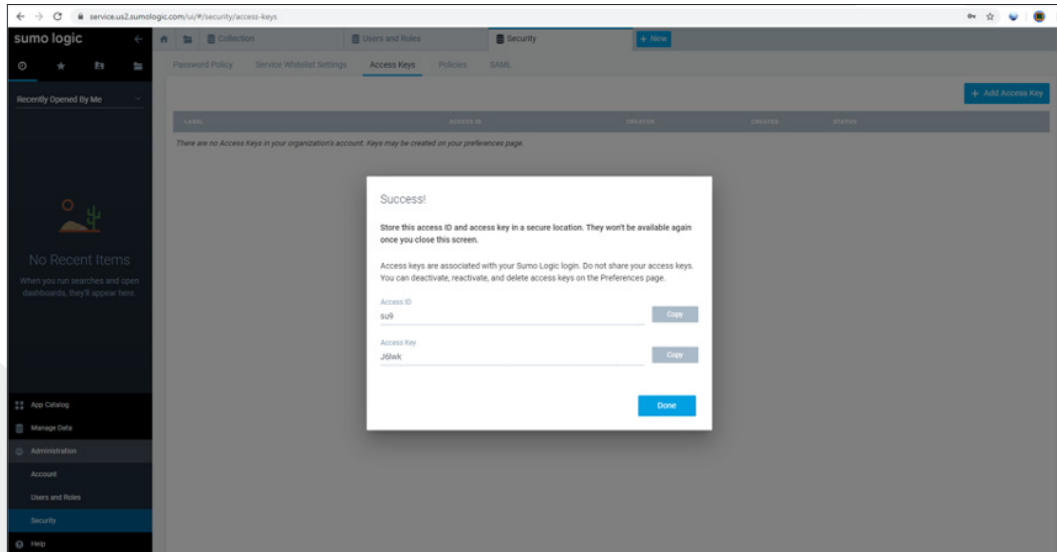 service.us2.sumologic.com/ui/#/security/access-keys
sumo logic
Collection
Users and Roles
Security
+ New
Password Policy
Service Whitelist Settings
Access Keys
Policies
SAML
Recently Opened By Me
+ Add Access Key
LABEL
ACCESS ID
CREATOR
CREATED
STATUS
There are no Access Keys in your organization's account. Keys may be created on your preferences page.
No Recent Items
When you run searches and open
dashboards, they'll appear here.
Success!
Store this access ID and access key in a secure location. They won't be available again
once you close this screen.
Access keys are associated with your Sumo Logic login. Do not share your access keys.
You can deactivate, reactivate, and delete access keys on the Preferences page.
Access ID
su9
Copy
Access Key
J6lwk
Copy
Done
App Catalog
Manage Data
Administration
Account
Users and Roles
Security
Help